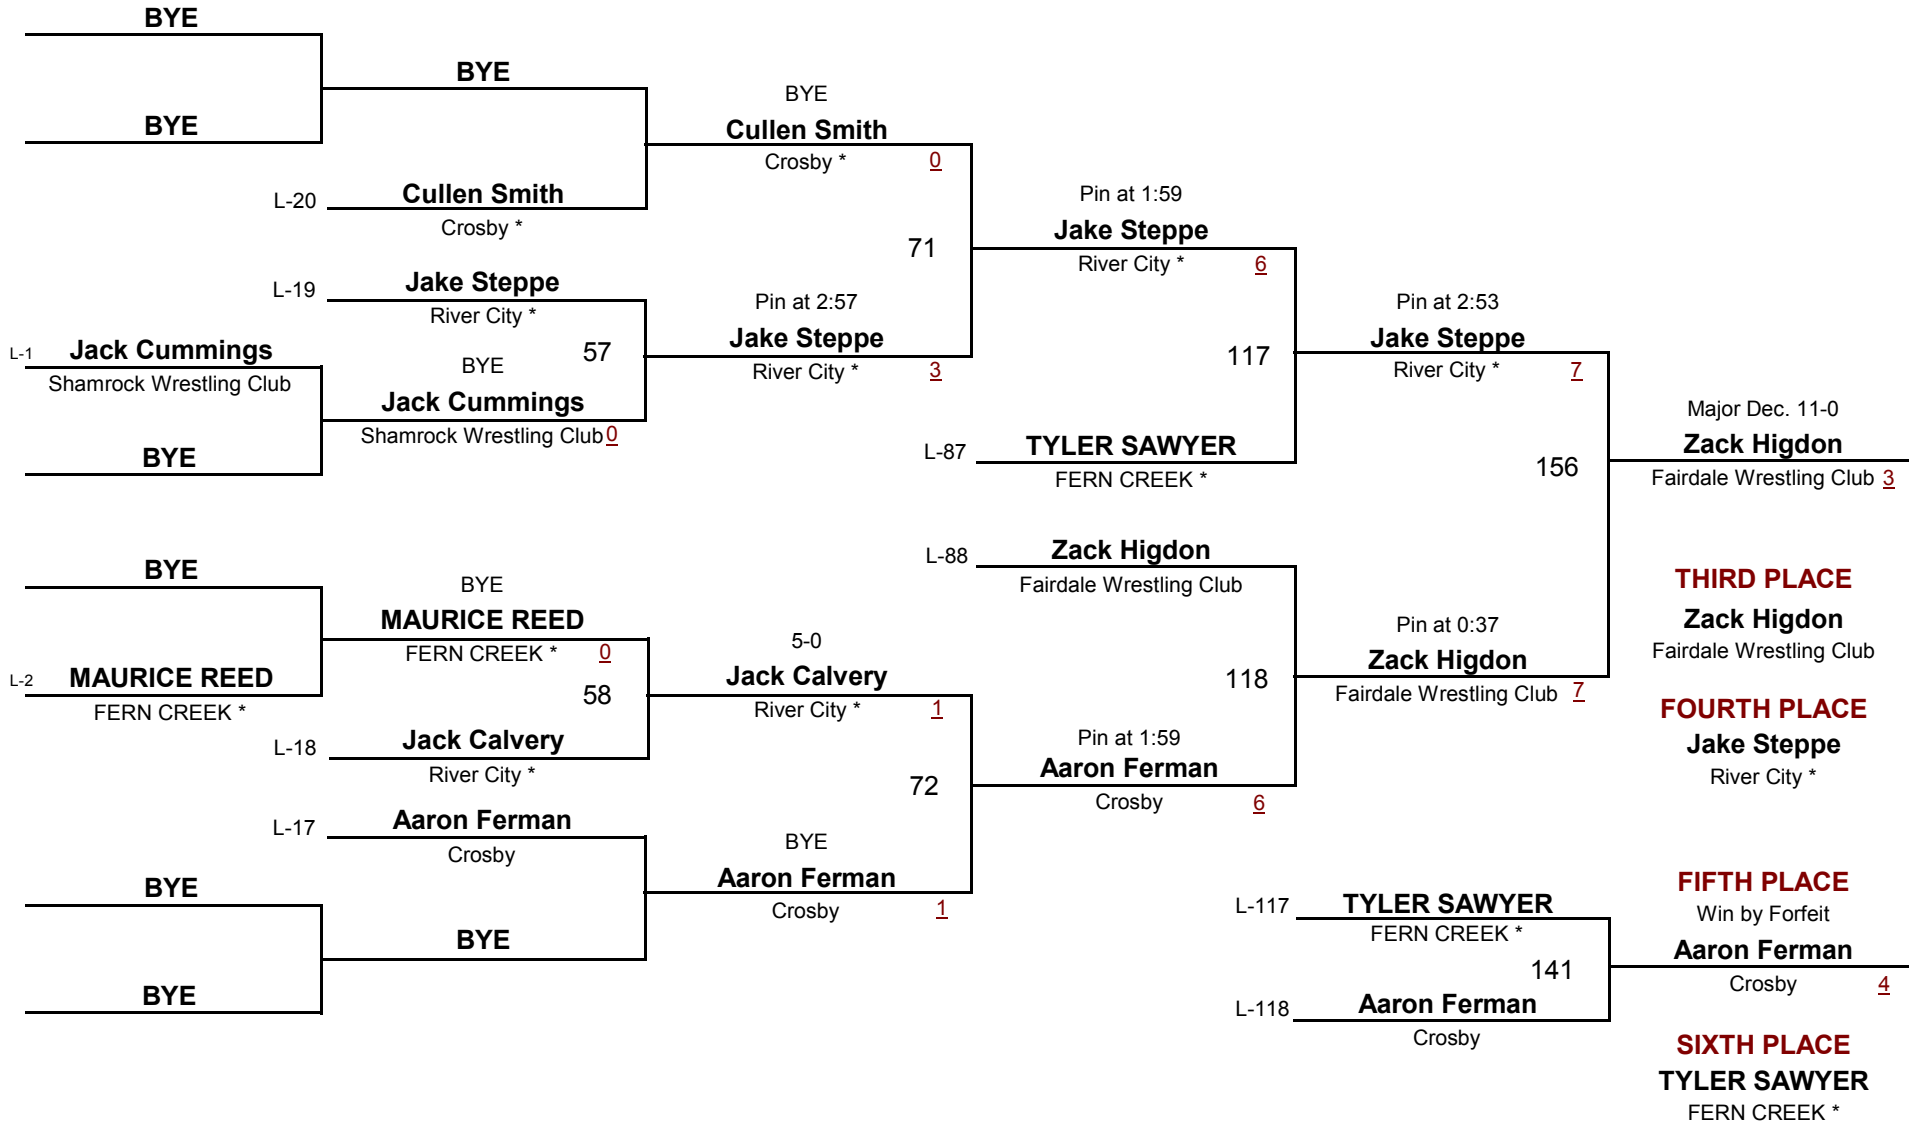 BYE
BYE
BYE
BYE
Cullen Smith
Crosby * 0
L-20 Cullen Smith
Crosby *
Pin at 1:59
Jake Steppe
River City * 6
71
L-19 Jake Steppe
River City *
Pin at 2:57
Jake Steppe
River City * 3
57
L-1 Jack Cummings
Shamrock Wrestling Club
BYE
Jack Cummings
Shamrock Wrestling Club 0
BYE
Pin at 2:53
Jake Steppe
River City * 7
117
L-87 TYLER SAWYER
FERN CREEK *
156
Major Dec. 11-0
Zack Higdon
Fairdale Wrestling Club 3
L-88 Zack Higdon
Fairdale Wrestling Club
BYE
BYE
MAURICE REED
FERN CREEK * 0
L-2 MAURICE REED
FERN CREEK *
58
5-0
Jack Calvery
River City * 1
L-18 Jack Calvery
River City *
118
Pin at 0:37
Zack Higdon
Fairdale Wrestling Club 7
72
Pin at 1:59
Aaron Ferman
Crosby 6
L-17 Aaron Ferman
Crosby
BYE
Aaron Ferman
Crosby 1
BYE
BYE
BYE
THIRD PLACE
Zack Higdon
Fairdale Wrestling Club
FOURTH PLACE
Jake Steppe
River City *
L-117 TYLER SAWYER
FERN CREEK *
141
L-118 Aaron Ferman
Crosby
FIFTH PLACE
Win by Forfeit
Aaron Ferman
Crosby 4
SIXTH PLACE
TYLER SAWYER
FERN CREEK *